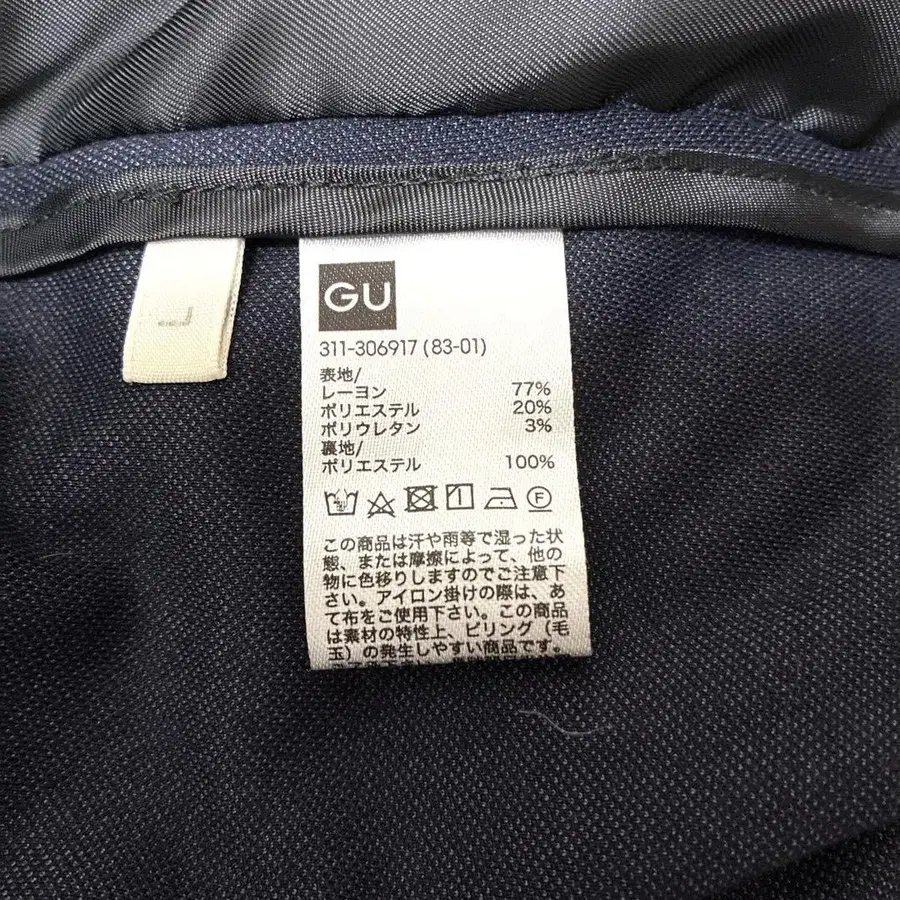 L
GU
311-306917 (83-01)
表地/
レーヨン 77%
ポリエステル 20%
ポリウレタン 3%
裏地/
ポリエステル 100%
F
この商品は汗や雨等で湿った状
態、または摩擦によって、他の
物に色移りしますのでご注意下
さい。アイロン掛けの際は、あ
て布をご使用下さい。この商品
は素材の特性上、ピリング（毛
玉）の発生しやすい商品です。